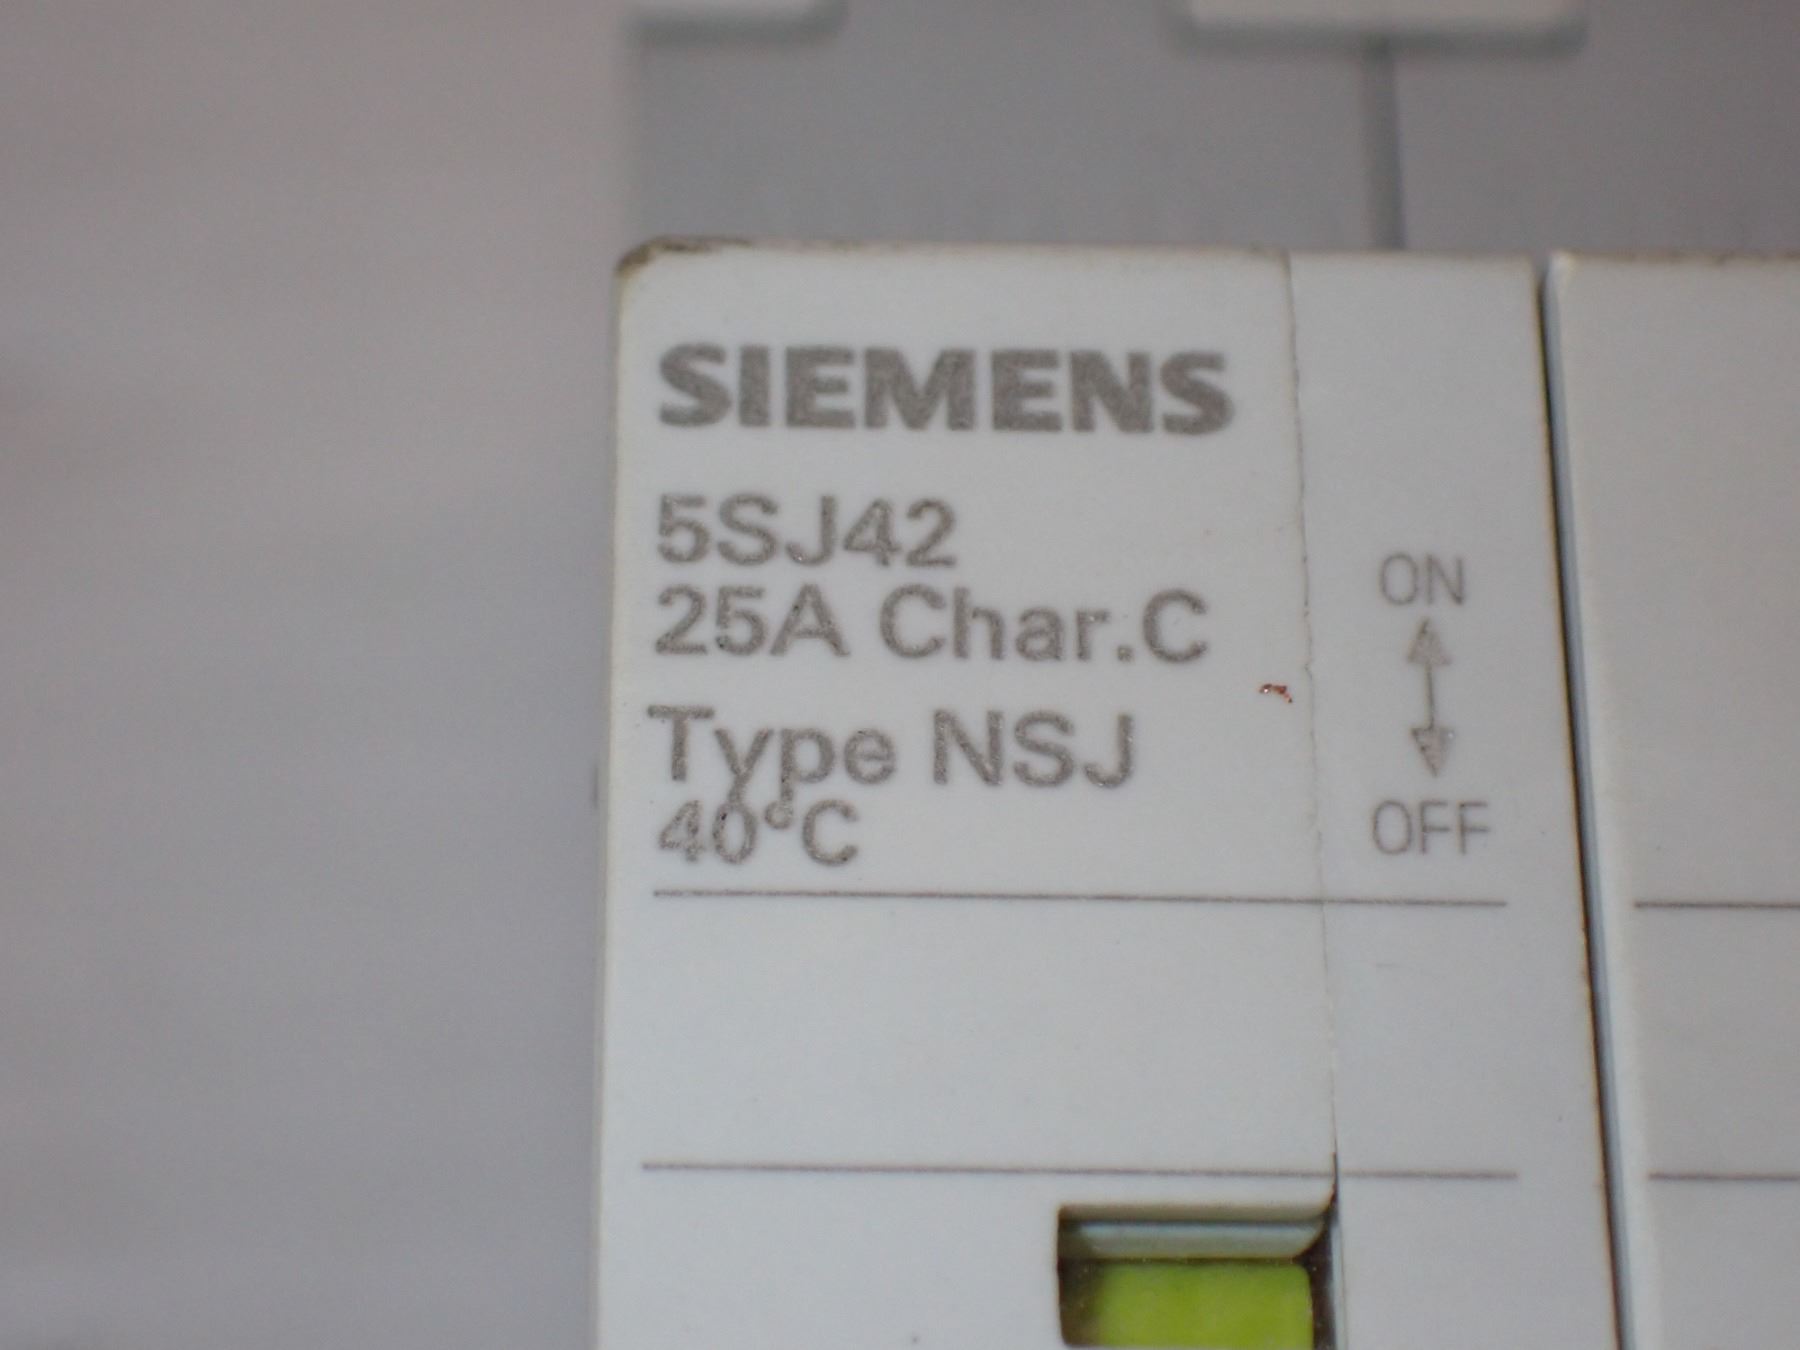 SIEMENS
5SJ42
25A Char.C
Type NSJ
40°C
ON
OFF